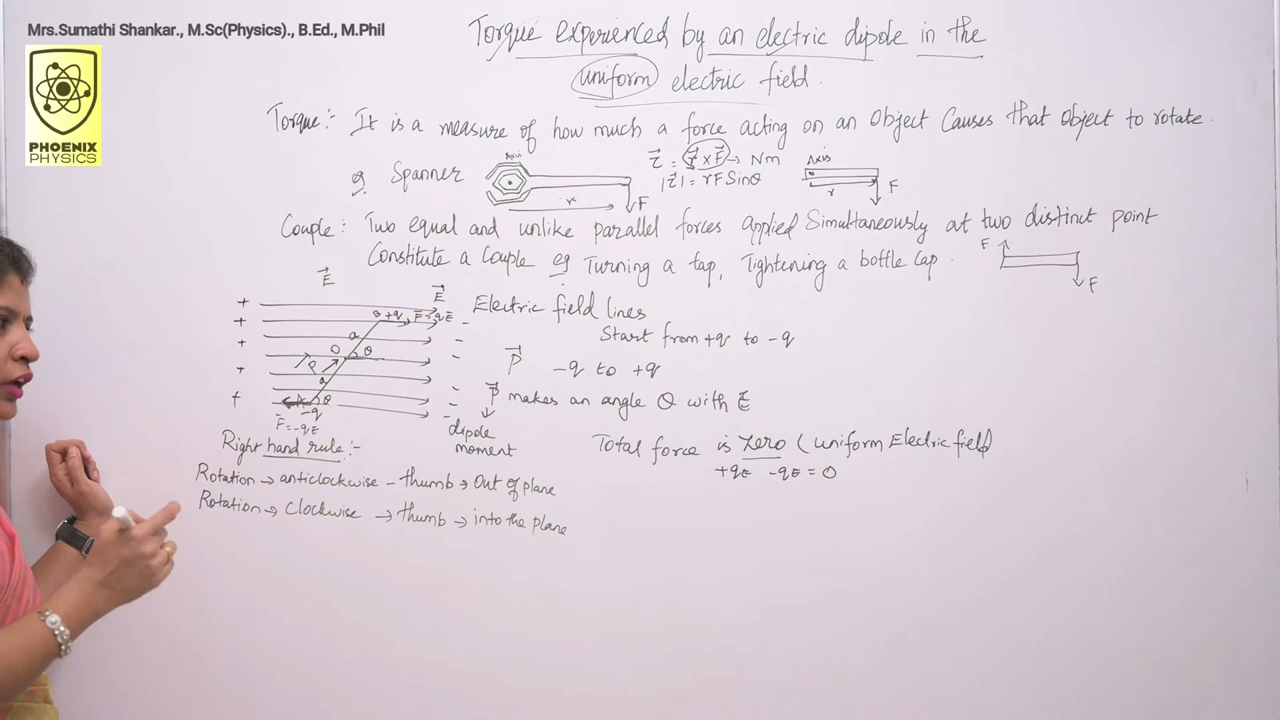 Mrs.Sumathi Shankar., M.Sc(Physics)., B.Ed., M.Phil
PHOENIX
PHYSICS
Torque experienced by an electric dipole in the
uniform electric field.
Torque:- It is a measure of how much a force acting on an Object Causes that object to rotate.
eg Spanner
Axis
r
F
τ⃗ = r⃗ x F⃗ → Nm
|τ⃗| = rFSinθ
Axis
r
F
Couple: Two equal and unlike parallel forces applied Simultaneously at two distinct point
Constitute a Couple eg Turning a tap, Tightening a bottle cap.
F
F
E⃗
E⃗
+ + + + +
- - - - -
B +q F⃗=qE⃗
a
O θ
P
a
A θ
-q
F⃗=-qE
Electric field lines
Start from +q to -q
P⃗ -q to +q
P⃗ makes an angle θ with E⃗
dipole
moment
Total force is zero (Uniform Electric field
+qE -qE = 0
Right hand rule:-
Rotation → anticlockwise - thumb → Out of plane
Rotation → Clockwise → thumb → into the plane